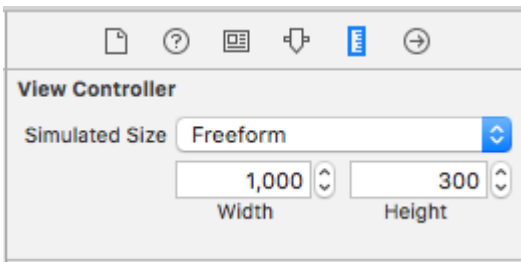 View Controller
Simulated Size Freeform
1,000 300
Width Height